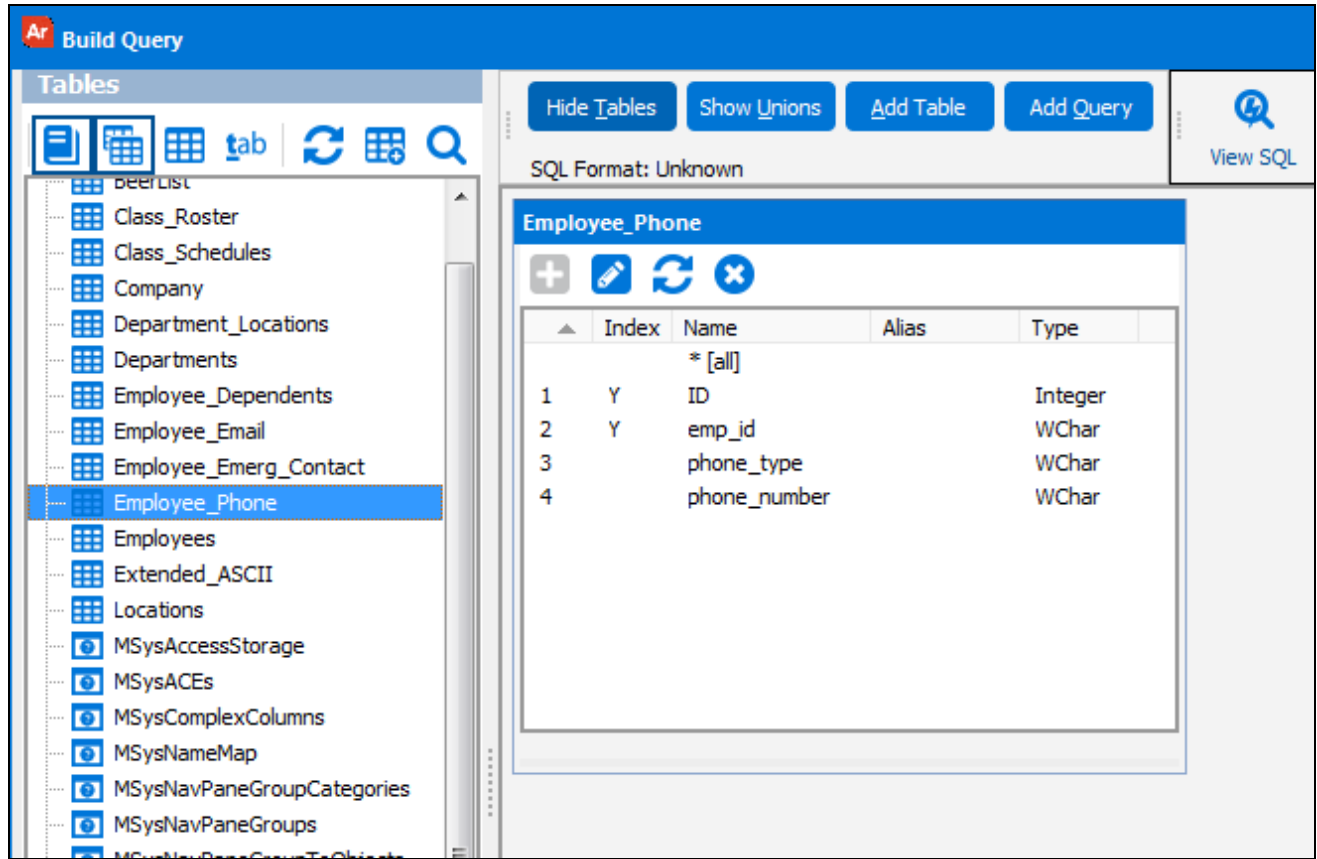 Ar Build Query
Tables
Hide Tables Show Unions Add Table Add Query
tab
View SQL
SQL Format: Unknown
BeerList
Class_Roster
Class_Schedules
Company
Department_Locations
Departments
Employee_Dependents
Employee_Email
Employee_Emerg_Contact
Employee_Phone
Employees
Extended_ASCII
Locations
MSysAccessStorage
MSysACEs
MSysComplexColumns
MSysNameMap
MSysNavPaneGroupCategories
MSysNavPaneGroups
MSysNavPaneGroupToObjects
Employee_Phone
Index Name Alias Type
* [all]
1 Y ID Integer
2 Y emp_id WChar
3 phone_type WChar
4 phone_number WChar